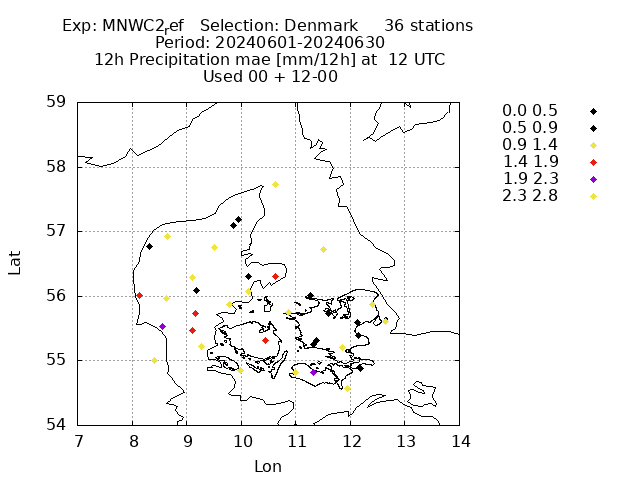 Exp: MNWC2ref   Selection: Denmark     36 stations
Period: 20240601-20240630
12h Precipitation mae [mm/12h] at  12 UTC
Used 00 + 12-00
59
58
57
56
55
54
7 8 9 10 11 12 13 14
Lat
Lon
0.0 0.5
0.5 0.9
0.9 1.4
1.4 1.9
1.9 2.3
2.3 2.8